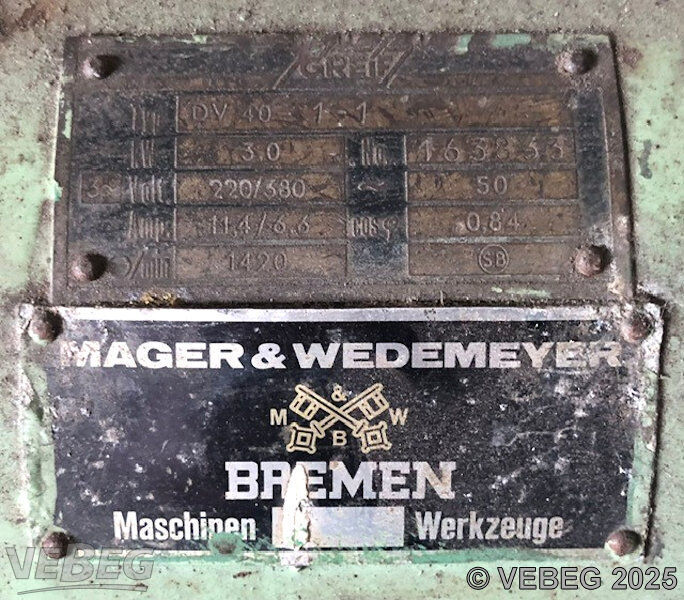 GREIF
Typ DV 40-1-1
kW 3.0 Nr. 163833
3~ Volt 220/380 ~ 50
Amp. 11.4/6.6 cos φ 0.84
/min 1420 SB
MAGER & WEDEMEYER
&
M W
B
BREMEN
Maschinen Werkzeuge
VEBEG
© VEBEG 2025